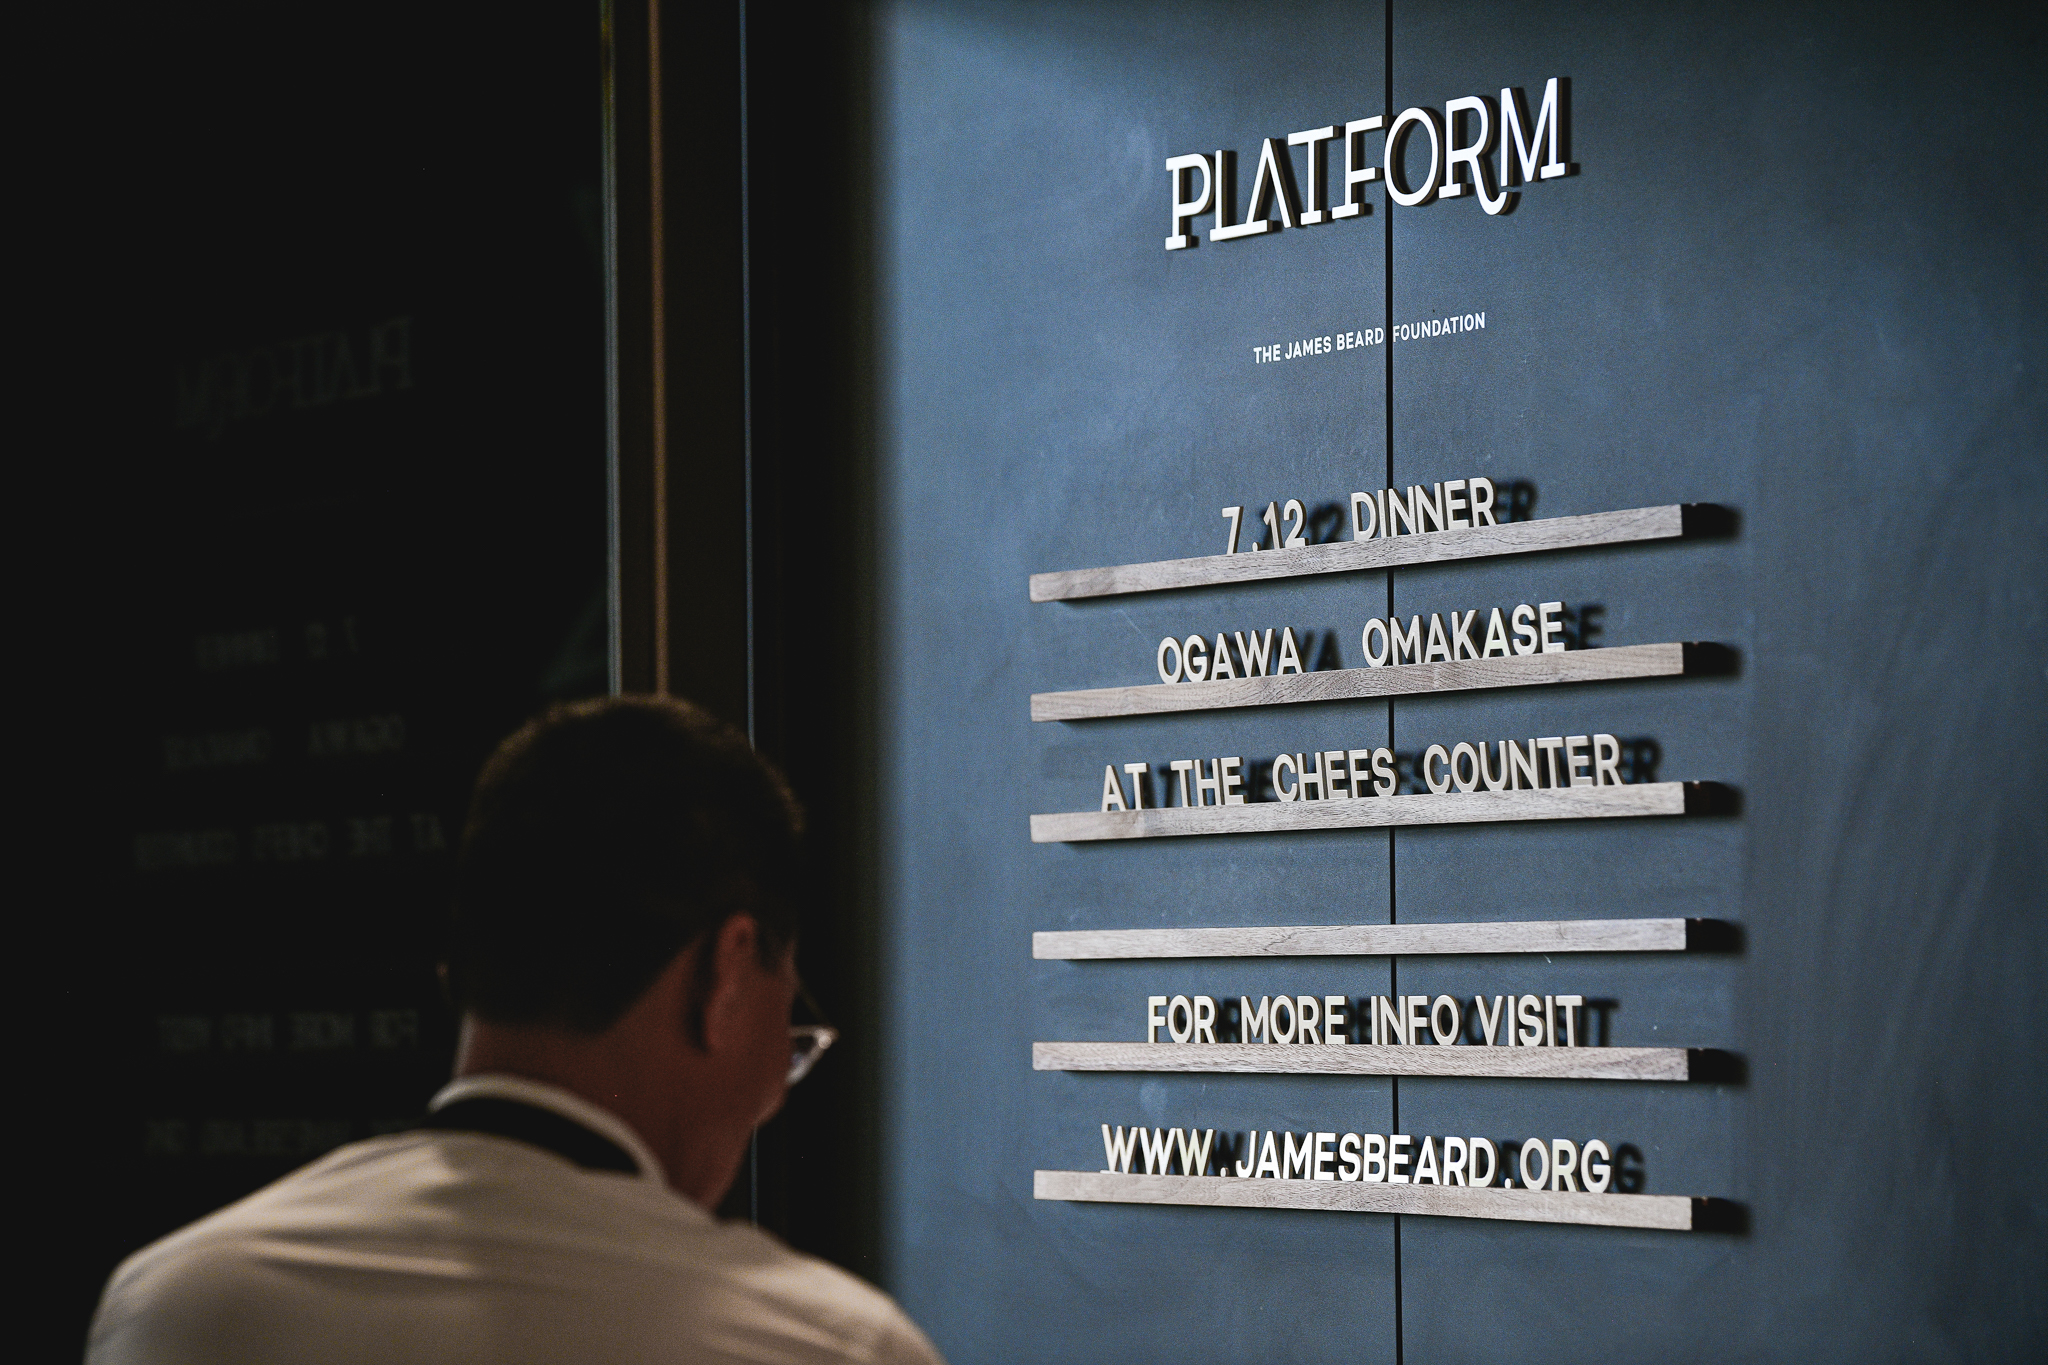 PLATFORM
THE JAMES BEARD FOUNDATION
7.12 DINNER
OGAWA OMAKASE
AT THE CHEFS COUNTER
FOR MORE INFO VISIT
WWW.JAMESBEARD.ORG